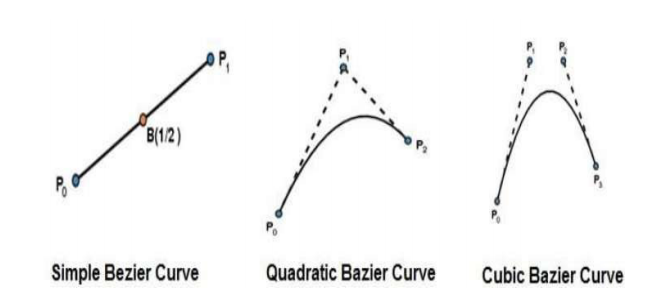 P1
B(1/2)
P0
Simple Bezier Curve
P1
P2
P0
Quadratic Bazier Curve
P1 P2
P3
P0
Cubic Bazier Curve